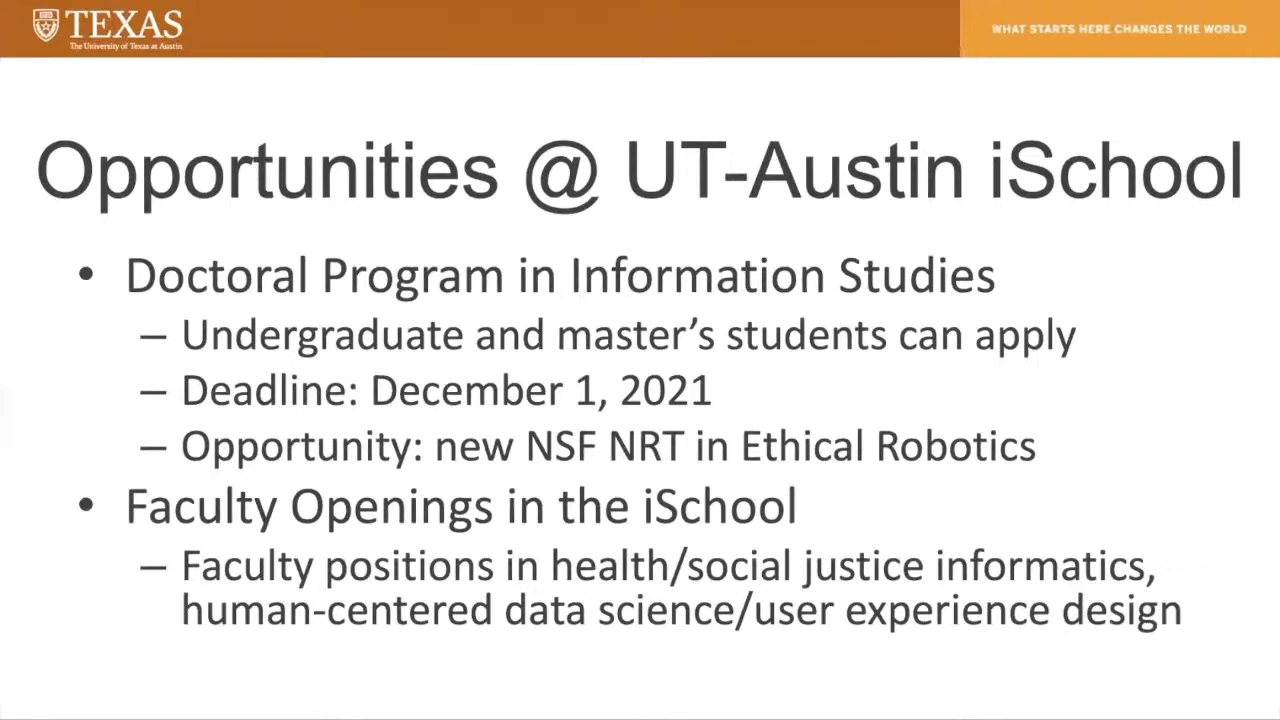 TEXAS
The University of Texas at Austin
WHAT STARTS HERE CHANGES THE WORLD
Opportunities @ UT-Austin iSchool
• Doctoral Program in Information Studies
– Undergraduate and master’s students can apply
– Deadline: December 1, 2021
– Opportunity: new NSF NRT in Ethical Robotics
• Faculty Openings in the iSchool
– Faculty positions in health/social justice informatics,
human-centered data science/user experience design